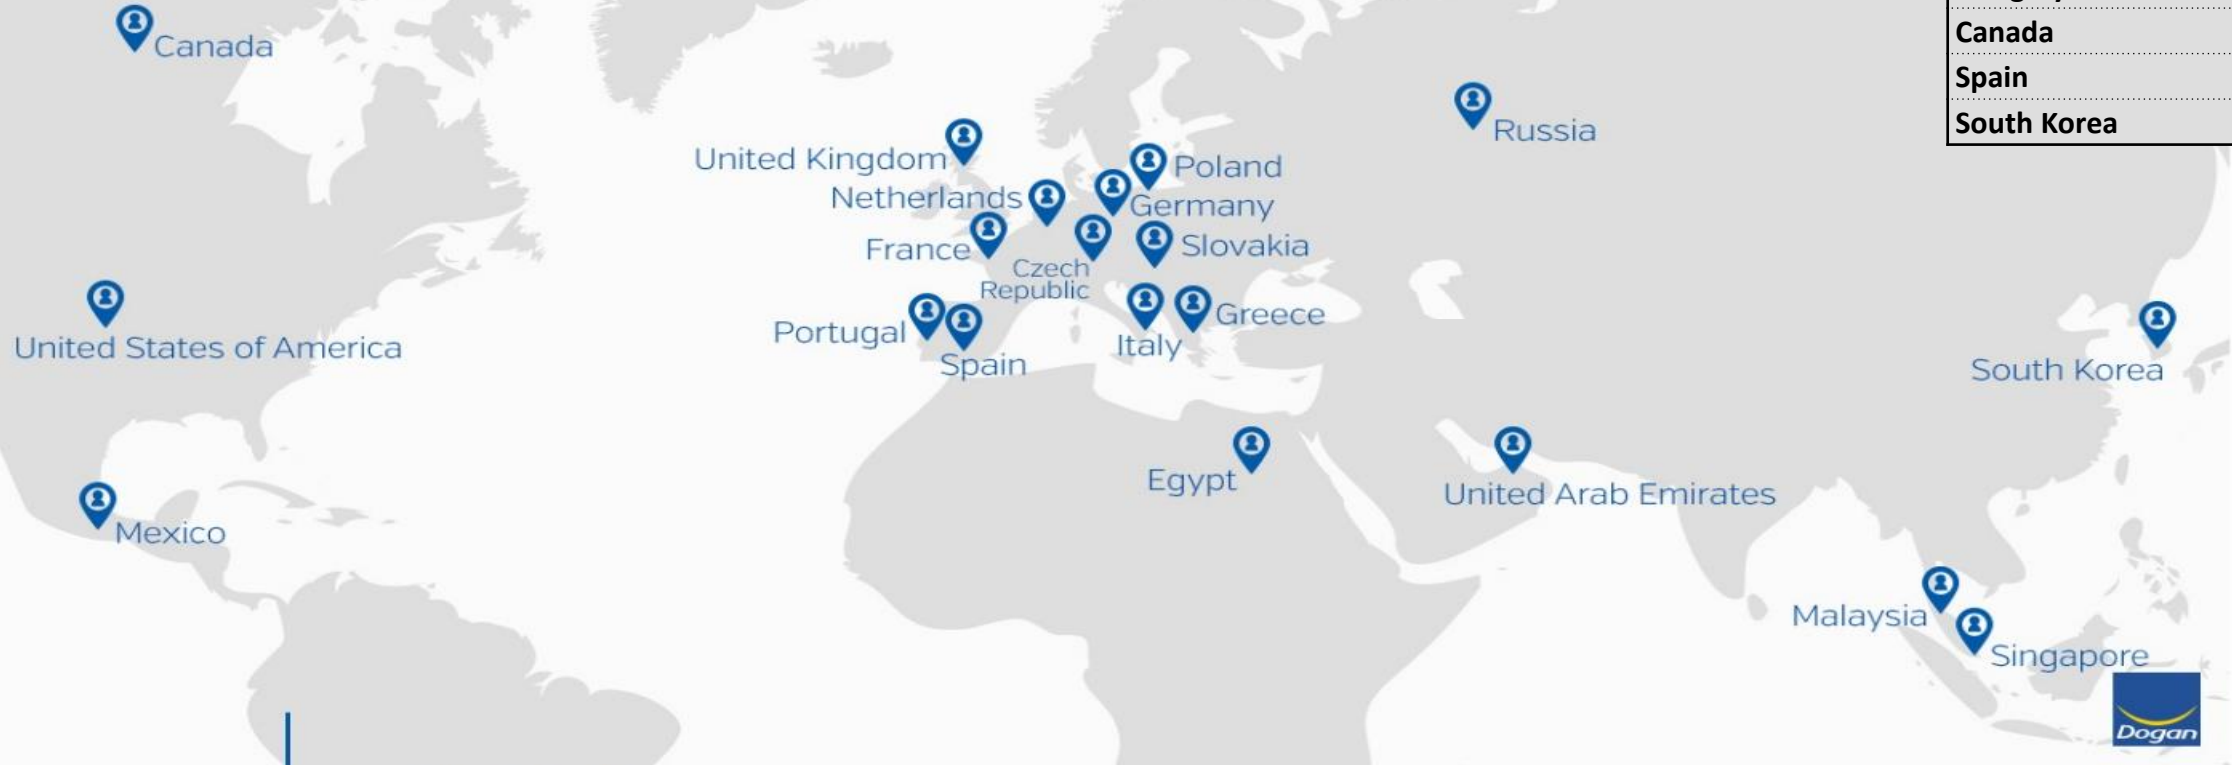 Canada
Spain
South Korea
Canada
Russia
United Kingdom
Poland
Netherlands
Germany
France
Slovakia
Czech
Republic
Greece
Portugal
Italy
Spain
United States of America
South Korea
Egypt
United Arab Emirates
Mexico
Malaysia
Singapore
Dogan